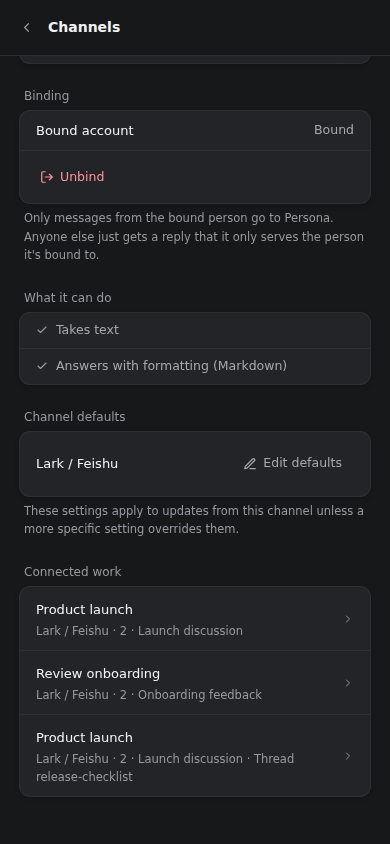 Channels
Binding
Bound account
Bound
Unbind
Only messages from the bound person go to Persona.
Anyone else just gets a reply that it only serves the person
it's bound to.
What it can do
Takes text
Answers with formatting (Markdown)
Channel defaults
Lark / Feishu
Edit defaults
These settings apply to updates from this channel unless a
more specific setting overrides them.
Connected work
Product launch
Lark / Feishu · 2 · Launch discussion
Review onboarding
Lark / Feishu · 2 · Onboarding feedback
Product launch
Lark / Feishu · 2 · Launch discussion · Thread
release-checklist